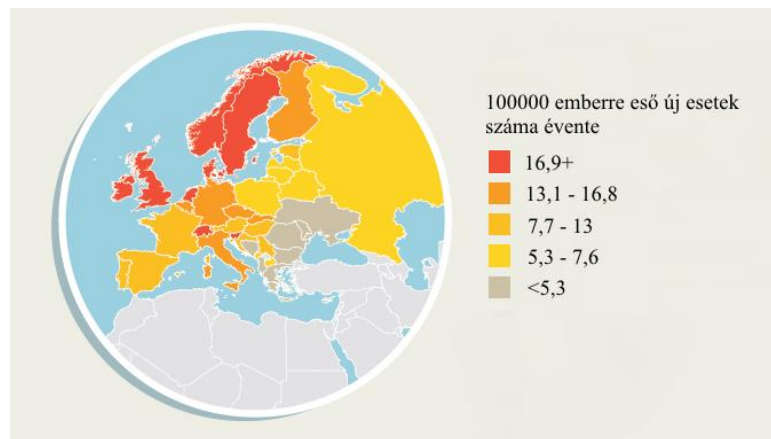 100000 emberre eső új esetek
száma évente
16,9+
13,1 - 16,8
7,7 - 13
5,3 - 7,6
<5,3